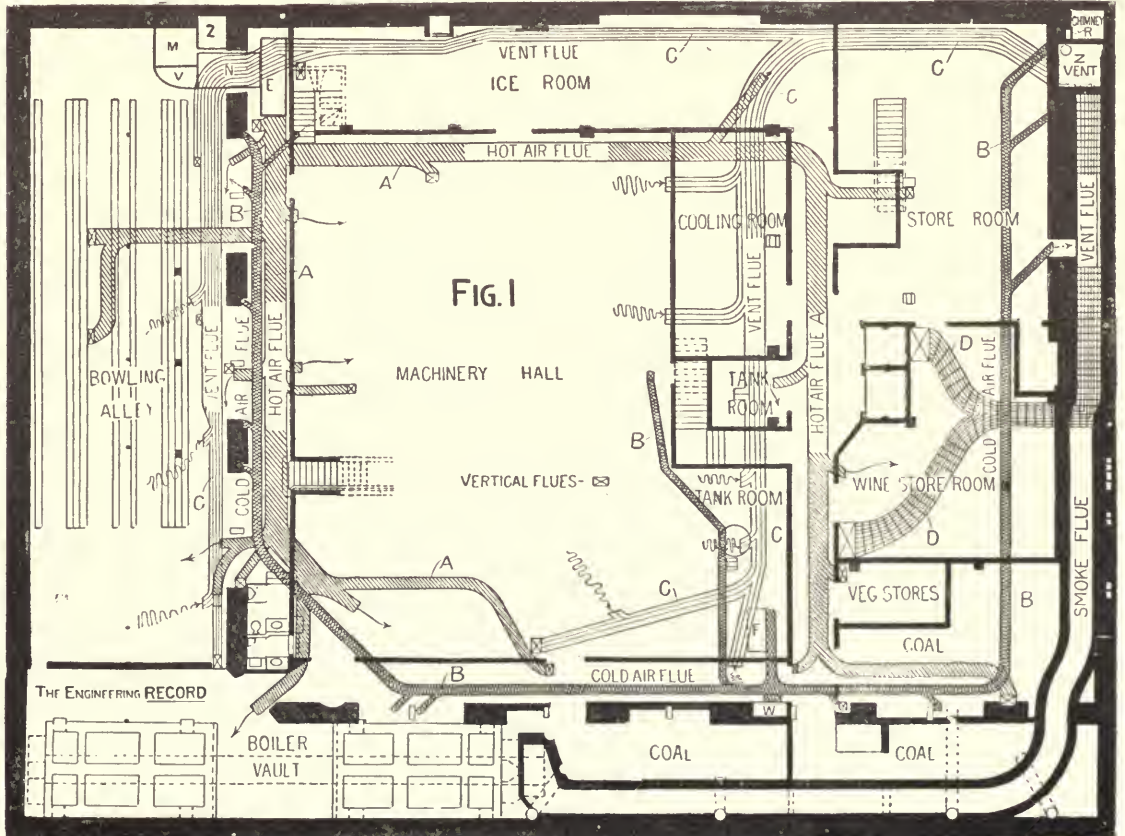 2
M
V
N
E
CHIMNEY
R
N
VENT
VENT FLUE
ICE ROOM
C
C
C
HOT AIR FLUE
A
B
B
COOLING ROOM
STORE ROOM
VENT FLUE
A
FIG. 1
VENT FLUE
VENT FLUE
AIR FLUE
HOT AIR FLUE
HOT AIR FLUE A
D
COLD AIR FLUE
BOWLING
ALLEY
MACHINERY HALL
TANK
ROOM
B
VERTICAL FLUES-
TANK ROOM
WINE STORE ROOM
C
COLD
C
D
SMOKE FLUE
A
C1
VEG STORES
B
F
COAL
THE ENGINEERING RECORD
B
COLD AIR FLUE
W
BOILER
VAULT
COAL
COAL